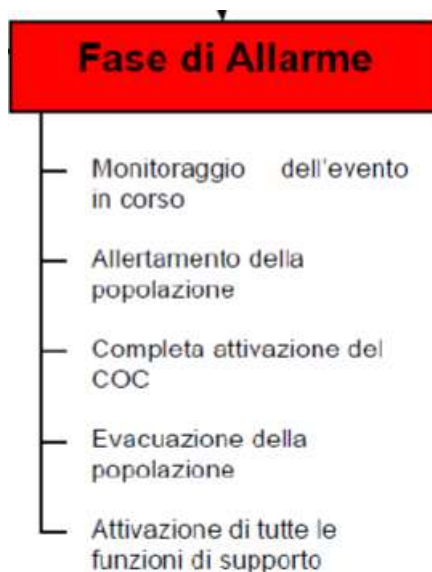 Fase di Allarme
Monitoraggio dell'evento
in corso
Allertamento della
popolazione
Completa attivazione del
COC
Evacuazione della
popolazione
Attivazione di tutte le
funzioni di supporto